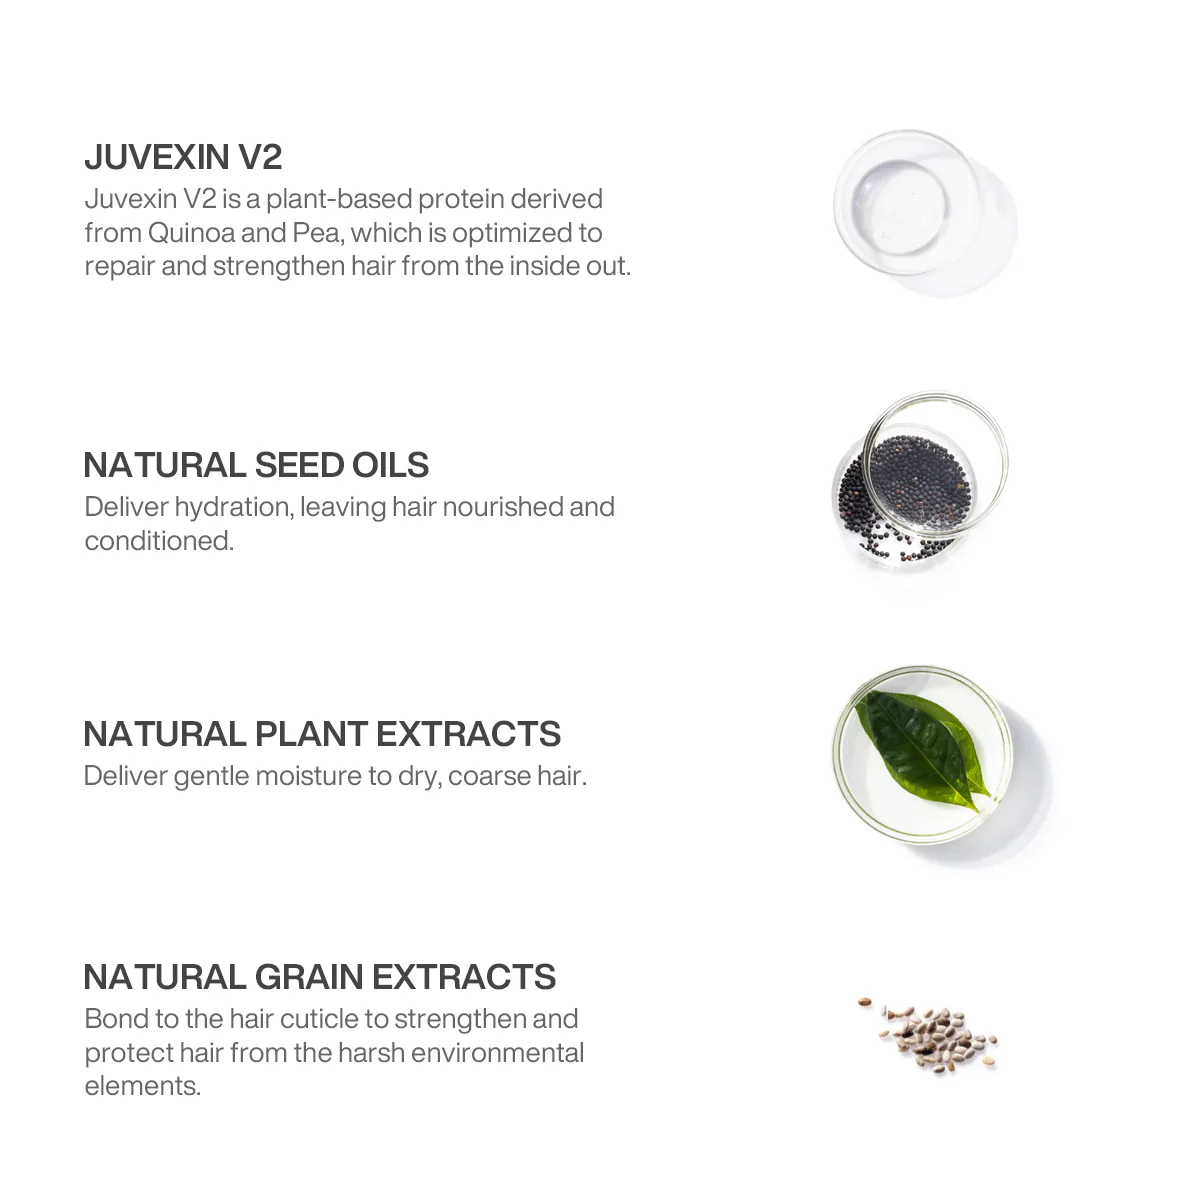 JUVEXIN V2
Juvexin V2 is a plant-based protein derived
from Quinoa and Pea, which is optimized to
repair and strengthen hair from the inside out.
NATURAL SEED OILS
Deliver hydration, leaving hair nourished and
conditioned.
NATURAL PLANT EXTRACTS
Deliver gentle moisture to dry, coarse hair.
NATURAL GRAIN EXTRACTS
Bond to the hair cuticle to strengthen and
protect hair from the harsh environmental
elements.